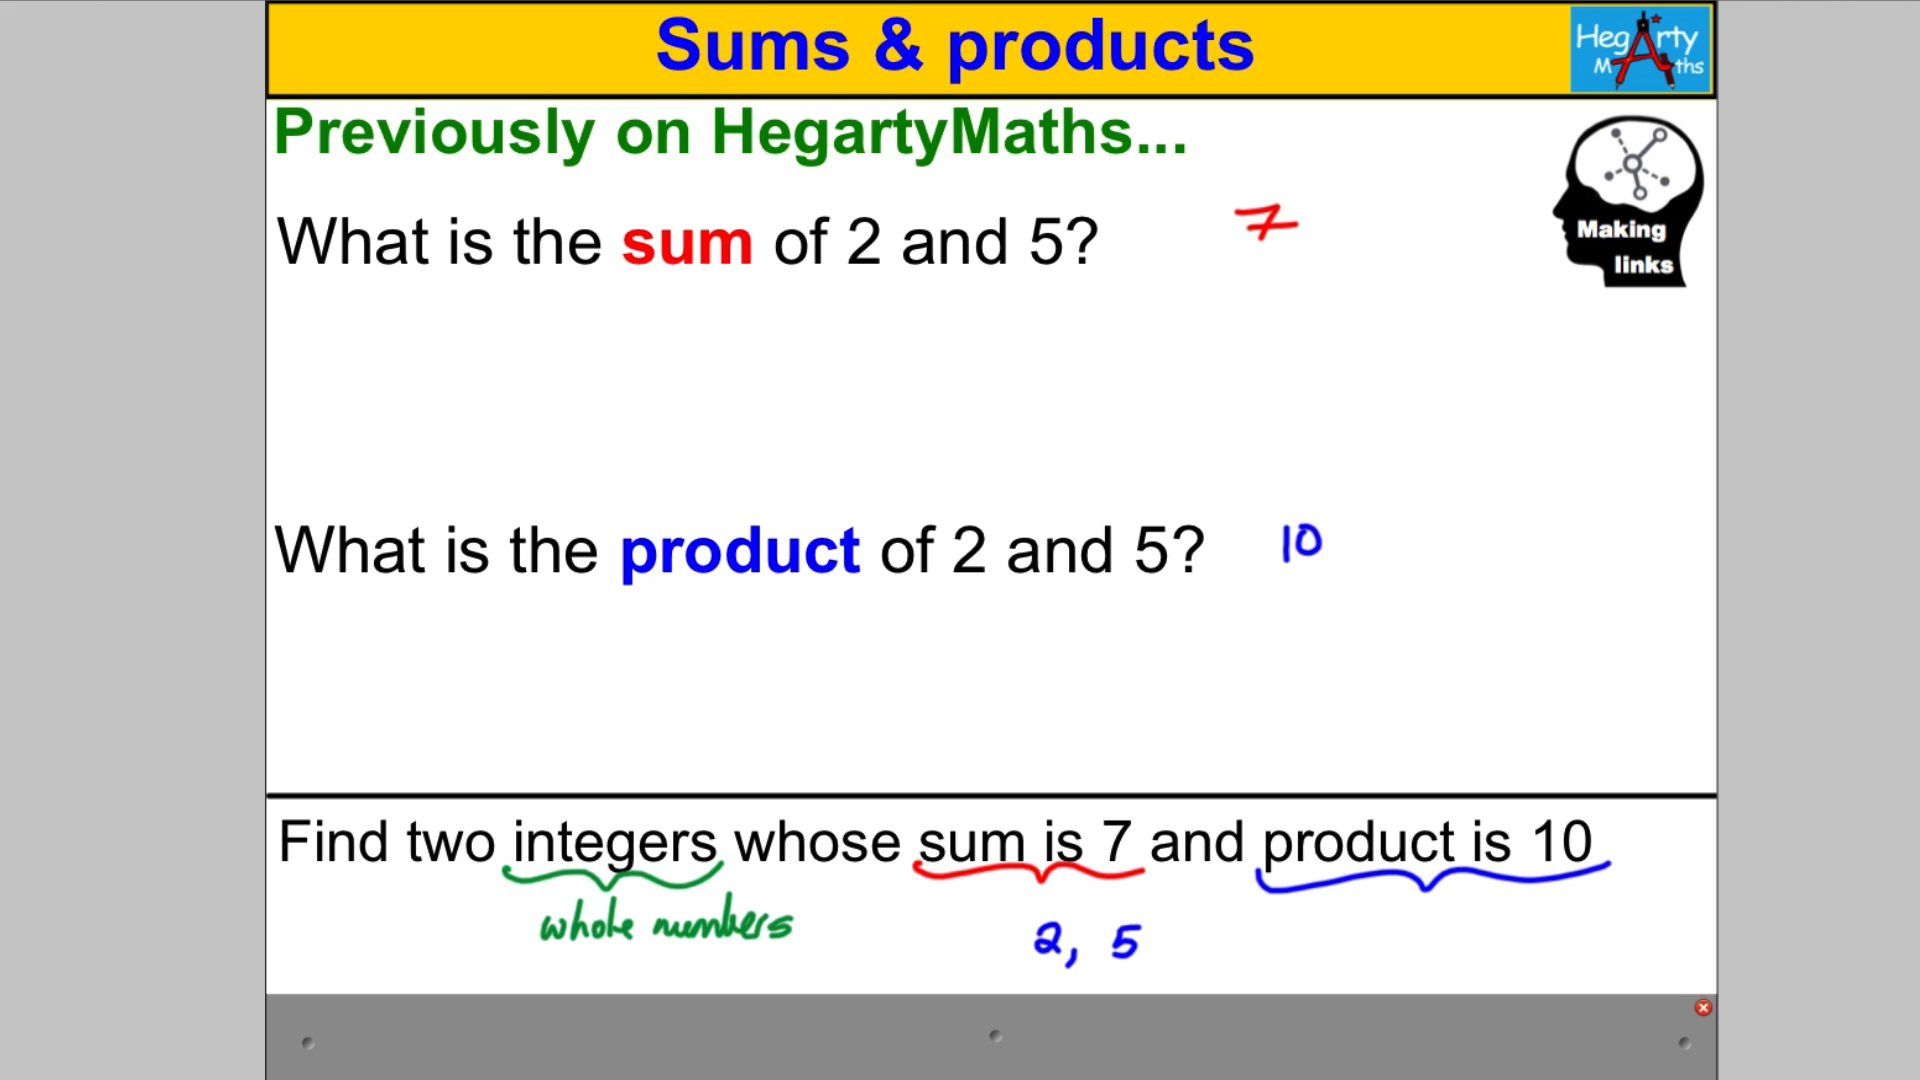 Sums & products
HegArty
Maths
Previously on HegartyMaths...
What is the sum of 2 and 5? 7
Making
links
What is the product of 2 and 5? 10
Find two integers whose sum is 7 and product is 10
whole numbers 2, 5